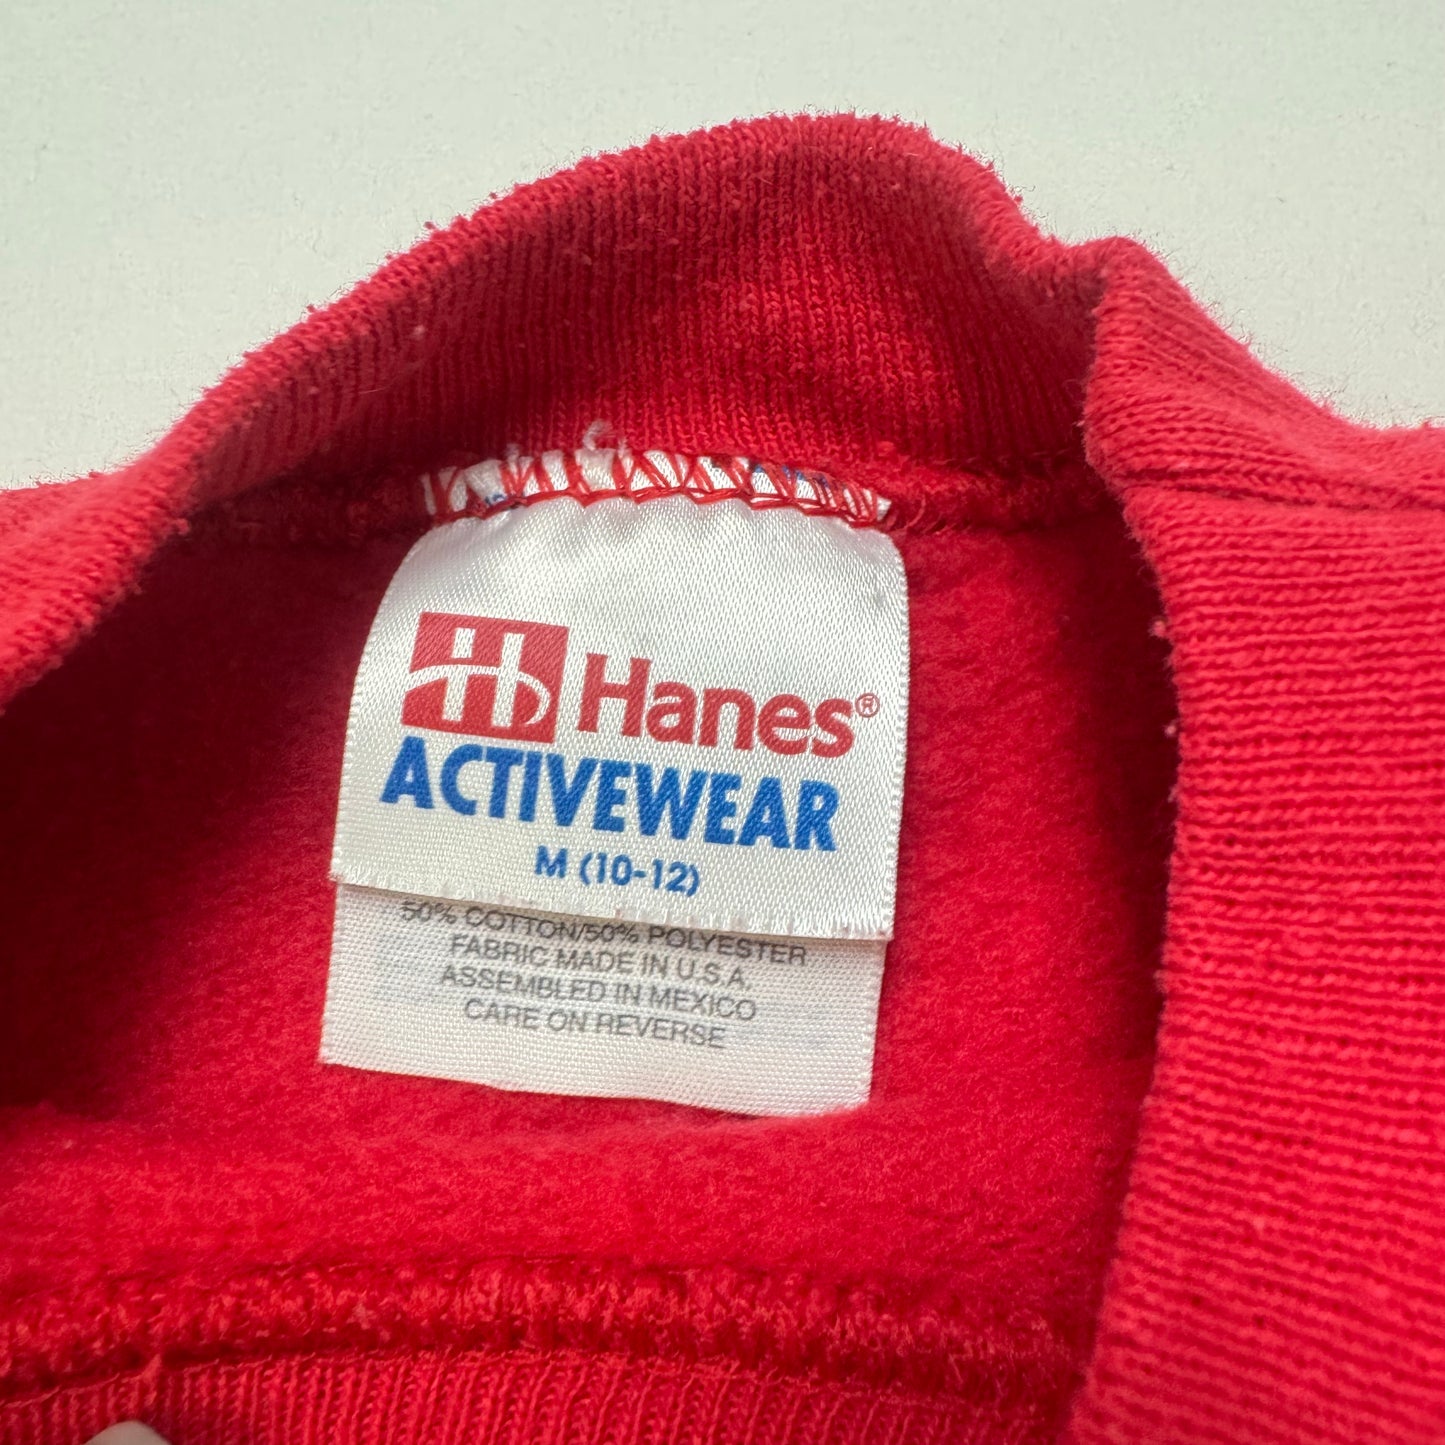 Hanes®
ACTIVEWEAR
M (10-12)
50% COTTON/50% POLYESTER
FABRIC MADE IN U.S.A.
ASSEMBLED IN MEXICO
CARE ON REVERSE